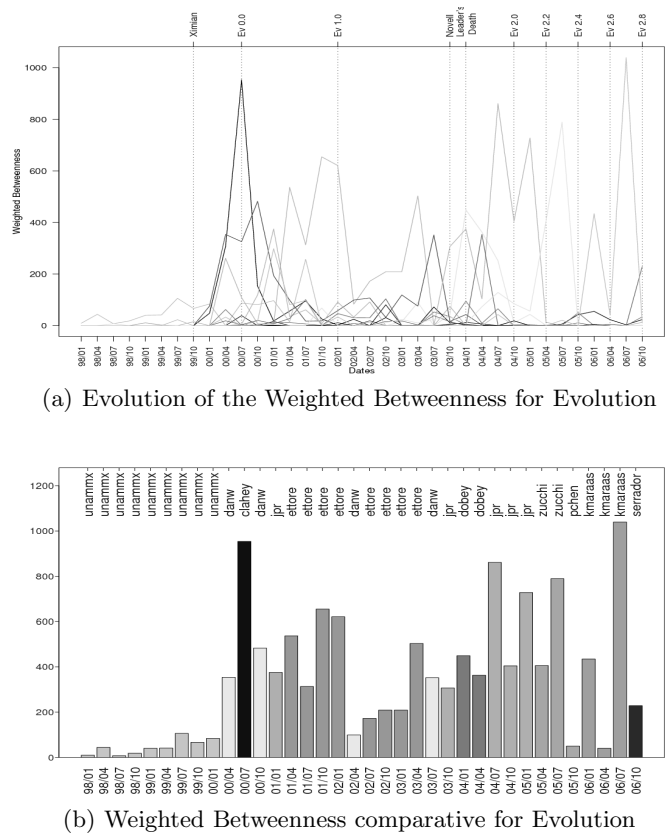 Ximian
Ev 0.0
Ev 1.0
Novell
Leader's
Death
Ev 2.0
Ev 2.2
Ev 2.4
Ev 2.6
Ev 2.8
1000
800
600
400
200
0
Weighted Betweenness
98/01
98/04
98/07
98/10
99/01
99/04
99/07
99/10
00/01
00/04
00/07
00/10
01/01
01/04
01/07
01/10
02/01
02/04
02/07
02/10
03/01
03/04
03/07
03/10
04/01
04/04
04/07
04/10
05/01
05/04
05/07
05/10
06/01
06/04
06/07
06/10
Dates
(a) Evolution of the Weighted Betweenness for Evolution
1200
1000
800
600
400
200
0
unammx
unammx
unammx
unammx
unammx
unammx
unammx
unammx
unammx
danw
clahey
danw
jpr
ettore
ettore
ettore
ettore
danw
ettore
ettore
ettore
ettore
danw
jpr
dobey
dobey
jpr
jpr
jpr
zucchi
zucchi
pchen
kmaraas
kmaraas
kmaraas
serrador
98/01
98/04
98/07
98/10
99/01
99/04
99/07
99/10
00/01
00/04
00/07
00/10
01/01
01/04
01/07
01/10
02/01
02/04
02/07
02/10
03/01
03/04
03/07
03/10
04/01
04/04
04/07
04/10
05/01
05/04
05/07
05/10
06/01
06/04
06/07
06/10
(b) Weighted Betweenness comparative for Evolution